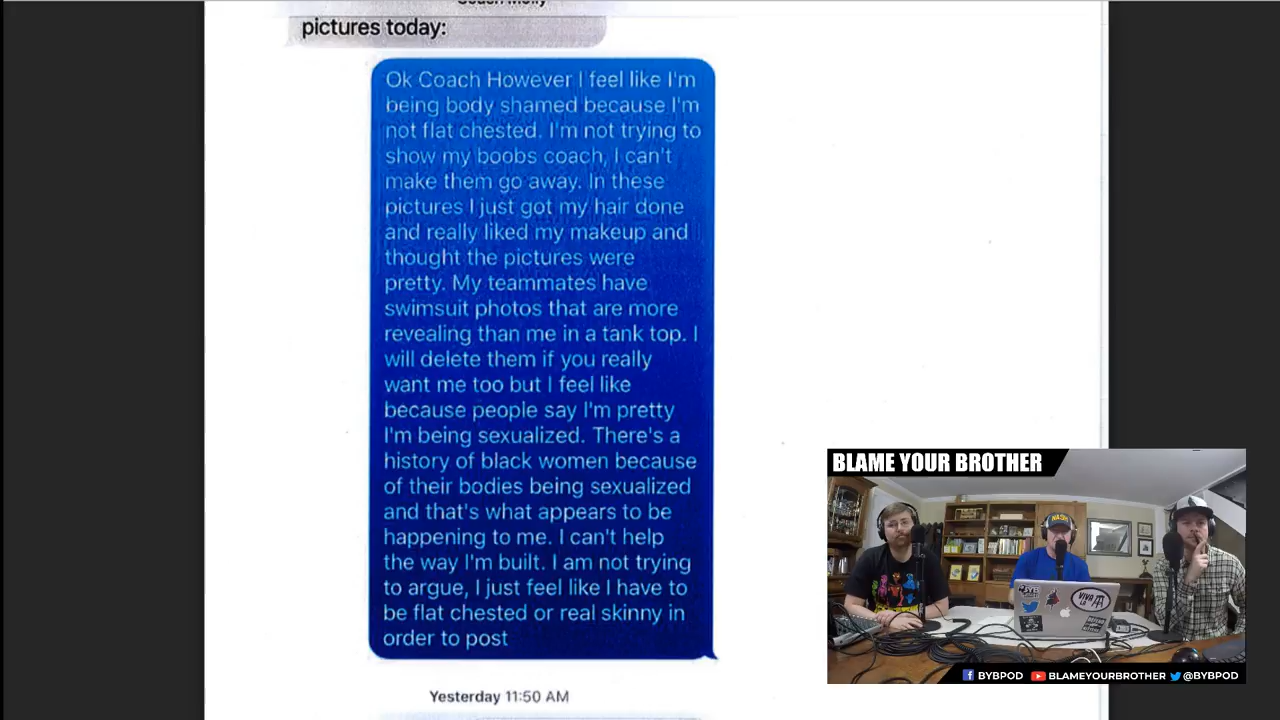 Coach Molly
pictures today:
Ok Coach However I feel like I'm
being body shamed because I'm
not flat chested. I'm not trying to
show my boobs coach, I can't
make them go away. In these
pictures I just got my hair done
and really liked my makeup and
thought the pictures were
pretty. My teammates have
swimsuit photos that are more
revealing than me in a tank top. I
will delete them if you really
want me too but I feel like
because people say I'm pretty
I'm being sexualized. There's a
history of black women because
of their bodies being sexualized
and that's what appears to be
happening to me. I can't help
the way I'm built. I am not trying
to argue, I just feel like I have to
be flat chested or real skinny in
order to post
Yesterday 11:50 AM
BLAME YOUR BROTHER
BYB
VIVA
LA
BYBPOD BLAMEYOURBROTHER @BYBPOD